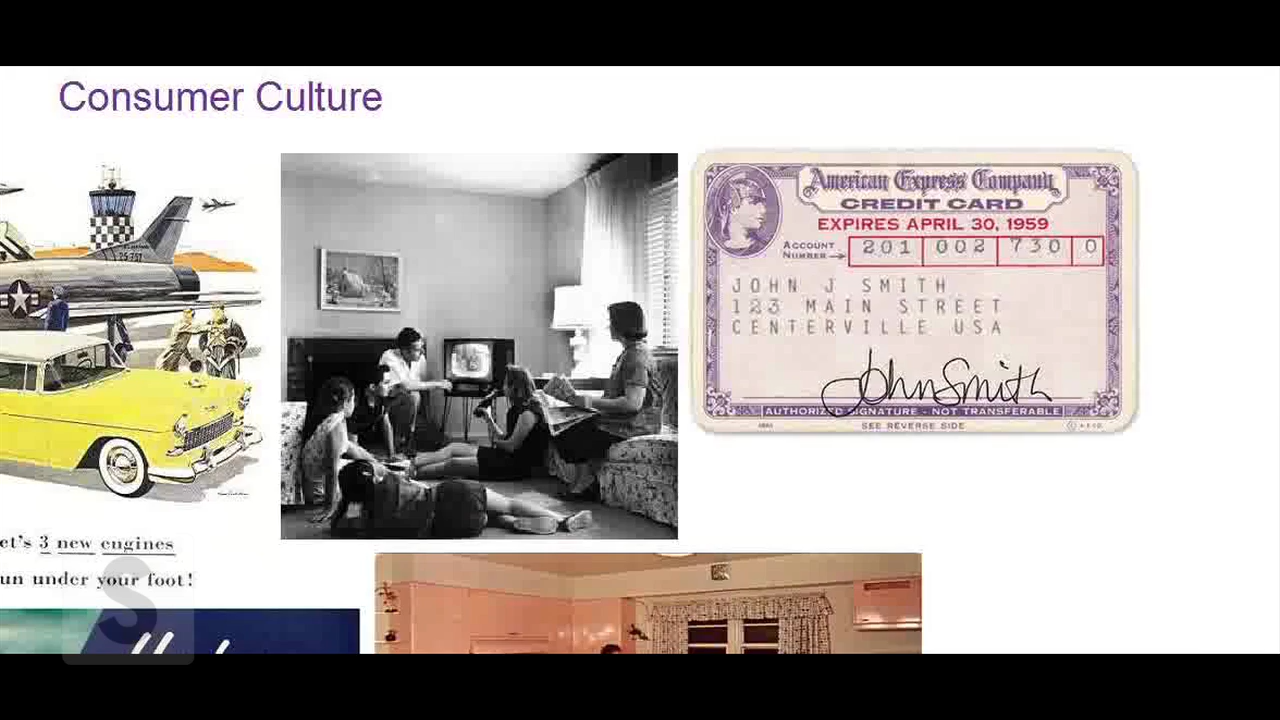 Consumer Culture
American Express Company
CREDIT CARD
EXPIRES APRIL 30, 1959
ACCOUNT
NUMBER
201 002 730 0
JOHN J SMITH
123 MAIN STREET
CENTERVILLE USA
John Smith
AUTHORIZED SIGNATURE - NOT TRANSFERABLE
SEE REVERSE SIDE
et's 3 new engines
un under your foot!
S